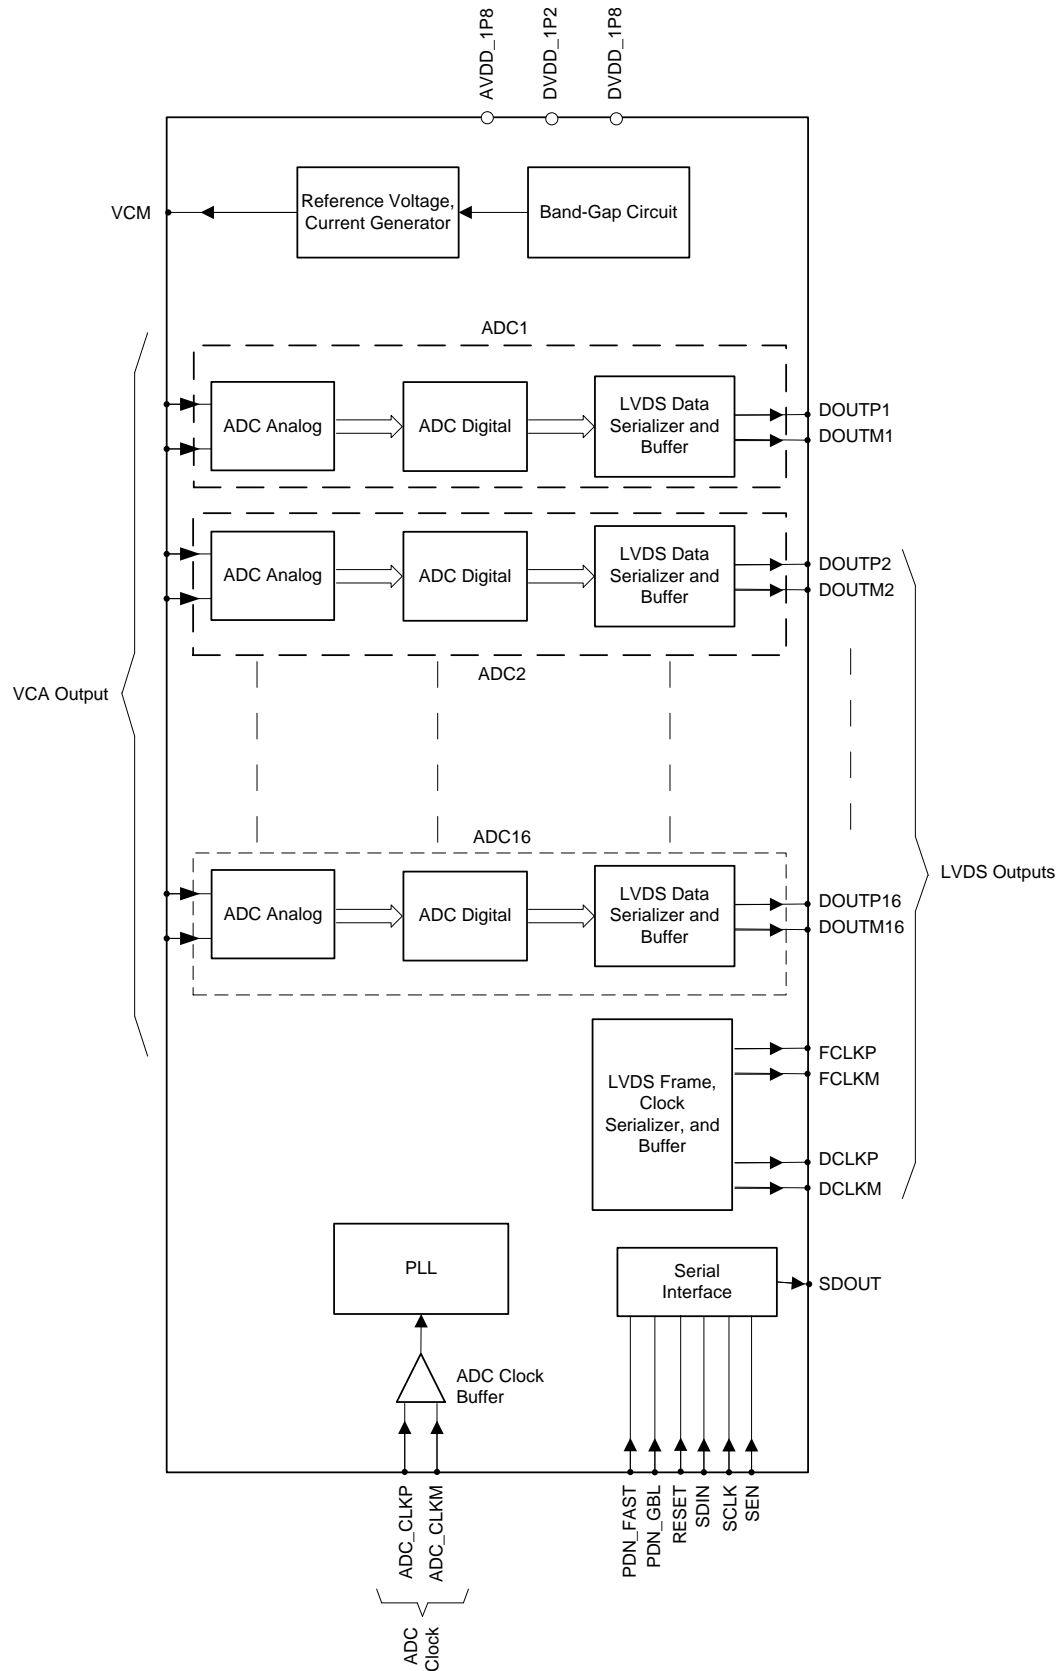 AVDD_1P8
DVDD_1P2
DVDD_1P8
VCM
Reference Voltage,
Current Generator
Band-Gap Circuit
ADC1
ADC Analog
ADC Digital
LVDS Data
Serializer and
Buffer
DOUTP1
DOUTM1
ADC Analog
ADC Digital
LVDS Data
Serializer and
Buffer
DOUTP2
DOUTM2
ADC2
VCA Output
ADC16
ADC Analog
ADC Digital
LVDS Data
Serializer and
Buffer
DOUTP16
DOUTM16
LVDS Outputs
LVDS Frame,
Clock
Serializer, and
Buffer
FCLKP
FCLKM
DCLKP
DCLKM
PLL
Serial
Interface
SDOUT
ADC Clock
Buffer
ADC_CLKP
ADC_CLKM
PDN_FAST
PDN_GBL
RESET
SDIN
SCLK
SEN
ADC
Clock